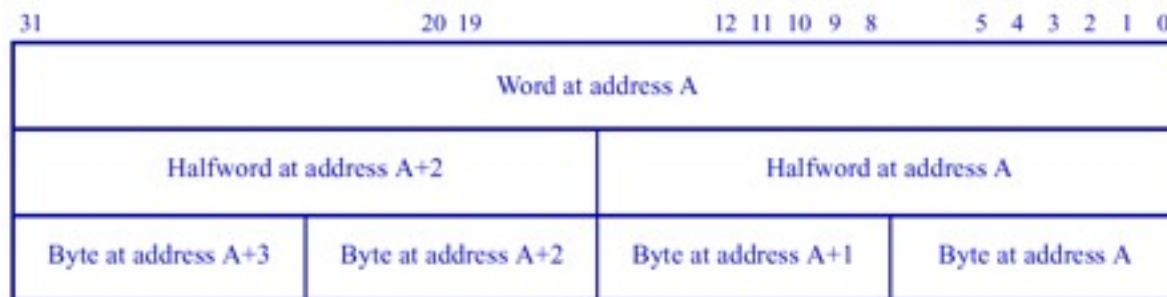 31 20 19 12 11 10 9 8 5 4 3 2 1 0
Word at address A
Halfword at address A+2 Halfword at address A
Byte at address A+3 Byte at address A+2 Byte at address A+1 Byte at address A